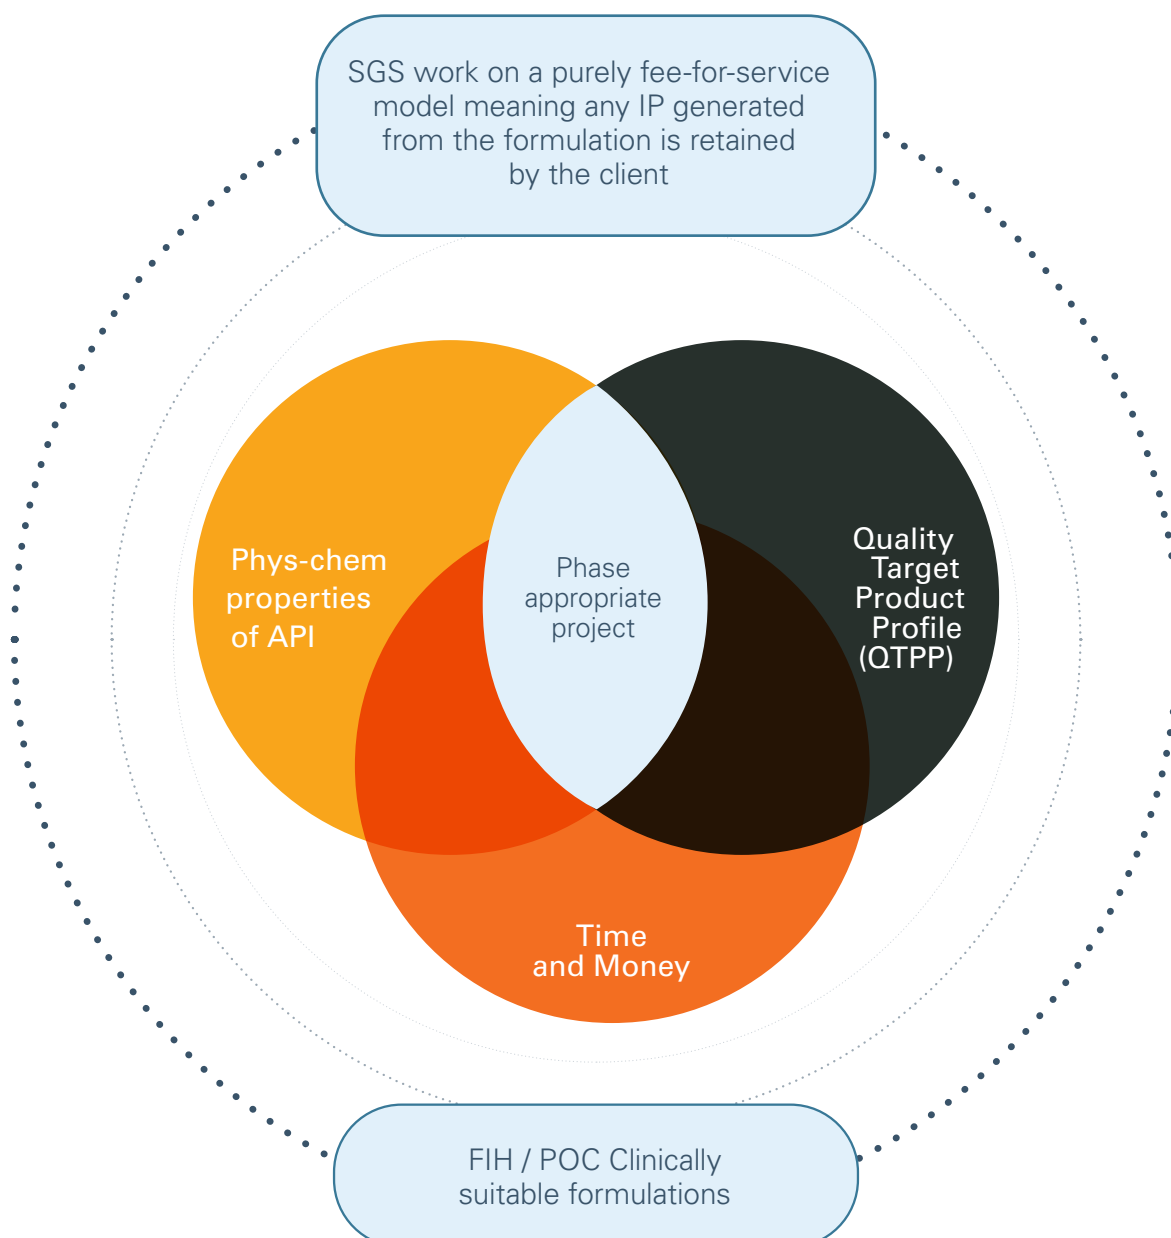 SGS work on a purely fee-for-service
model meaning any IP generated
from the formulation is retained
by the client
Phys-chem
properties
of API
Phase
appropriate
project
Quality
Target
Product
Profile
(QTPP)
Time
and Money
FIH / POC Clinically
suitable formulations